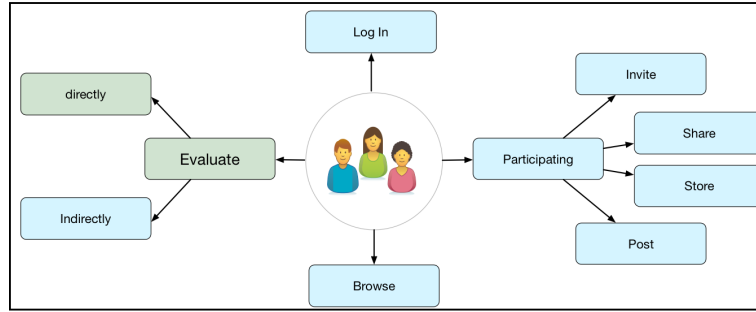 Log In
Invite
directly
Share
Evaluate
Participating
Store
Indirectly
Post
Browse